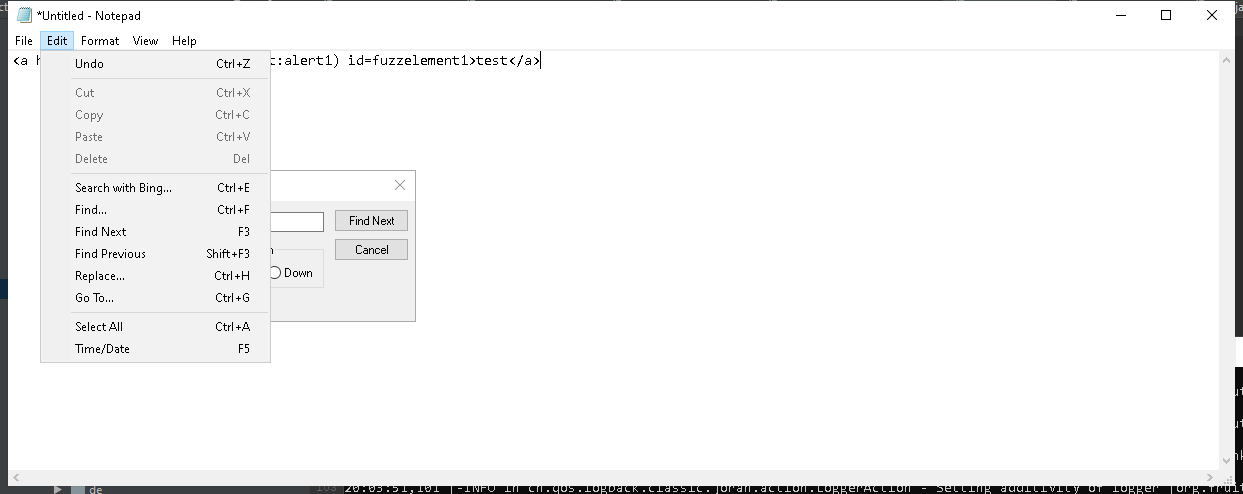 *Untitled - Notepad
File Edit Format View Help
<a h t:alert1) id=fuzzelement1>test</a>
Undo Ctrl+Z
Cut Ctrl+X
Copy Ctrl+C
Paste Ctrl+V
Delete Del
Search with Bing... Ctrl+E
Find... Ctrl+F
Find Next F3
Find Previous Shift+F3
Replace... Ctrl+H
Go To... Ctrl+G
Select All Ctrl+A
Time/Date F5
Find Next
Cancel
Down
de
20:03:51,101 |-INFO in ch.qos.logback.classic.joran.action.LoggerAction - Setting additivity of logger